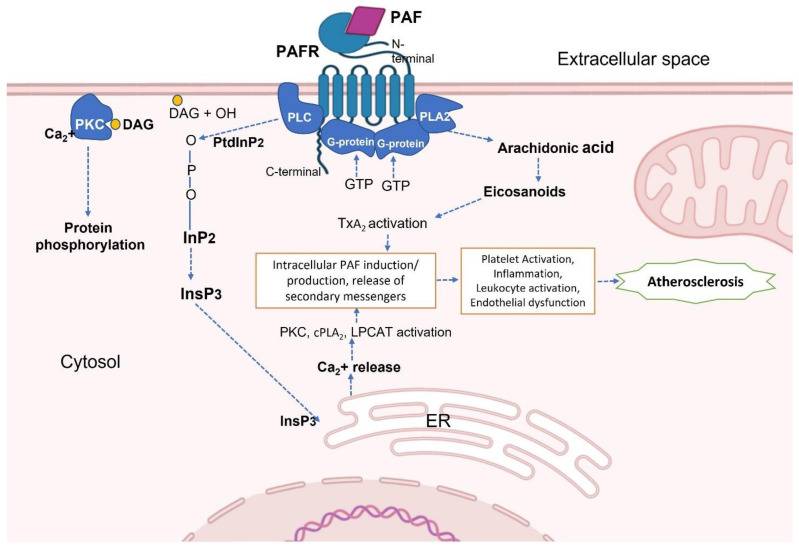 PAF
PAFR
N-
terminal
Extracellular space
PKC
Ca2+
DAG
DAG + OH
PLC
PLA2
G-protein
G-protein
PtdInP2
O
P
O
C-terminal
GTP
GTP
Arachidonic acid
Eicosanoids
Protein
phosphorylation
InP2
TxA2 activation
InsP3
Intracellular PAF induction/
production, release of
secondary messengers
Platelet Activation,
Inflammation,
Leukocyte activation,
Endothelial dysfunction
Atherosclerosis
PKC, cPLA2, LPCAT activation
Cytosol
Ca2+ release
InsP3
ER